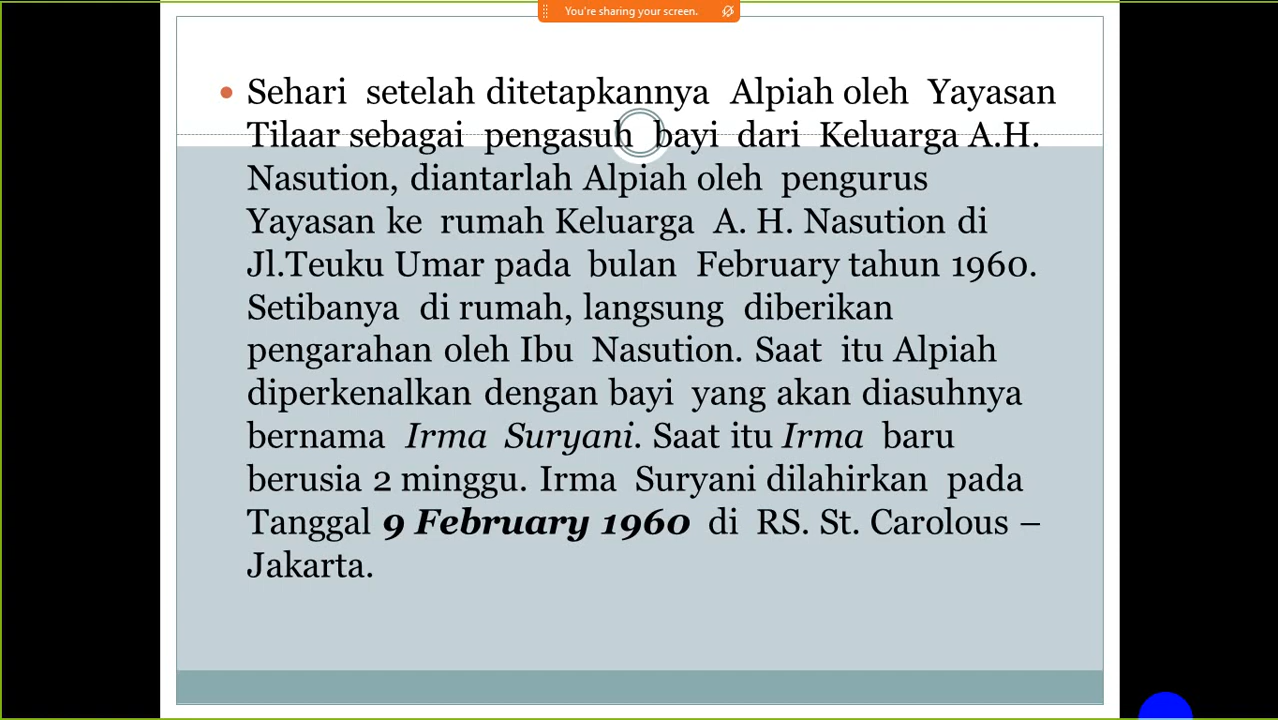 You're sharing your screen.
Sehari setelah ditetapkannya Alpiah oleh Yayasan
Tilaar sebagai pengasuh bayi dari Keluarga A.H.
Nasution, diantarlah Alpiah oleh pengurus
Yayasan ke rumah Keluarga A. H. Nasution di
Jl.Teuku Umar pada bulan February tahun 1960.
Setibanya di rumah, langsung diberikan
pengarahan oleh Ibu Nasution. Saat itu Alpiah
diperkenalkan dengan bayi yang akan diasuhnya
bernama Irma Suryani. Saat itu Irma baru
berusia 2 minggu. Irma Suryani dilahirkan pada
Tanggal 9 February 1960 di RS. St. Carolous –
Jakarta.